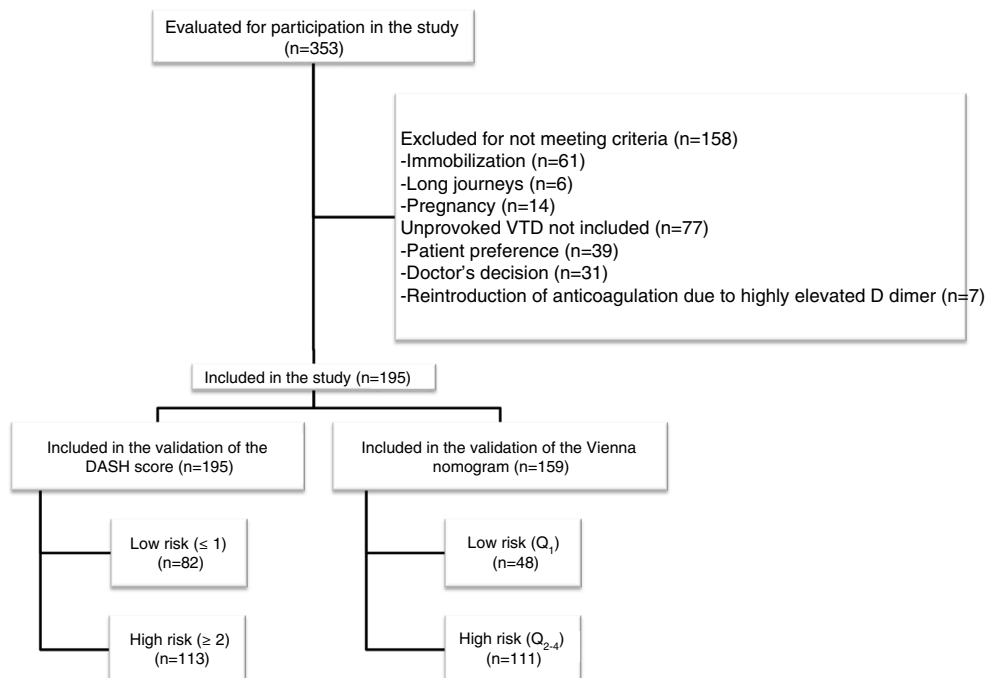 Evaluated for participation in the study
(n=353)
Excluded for not meeting criteria (n=158)
-Immobilization (n=61)
-Long journeys (n=6)
-Pregnancy (n=14)
Unprovoked VTD not included (n=77)
-Patient preference (n=39)
-Doctor's decision (n=31)
-Reintroduction of anticoagulation due to highly elevated D dimer (n=7)
Included in the study (n=195)
Included in the validation of the
DASH score (n=195)
Included in the validation of the Vienna
nomogram (n=159)
Low risk (≤ 1)
(n=82)
Low risk (Q1)
(n=48)
High risk (≥ 2)
(n=113)
High risk (Q2-4)
(n=111)